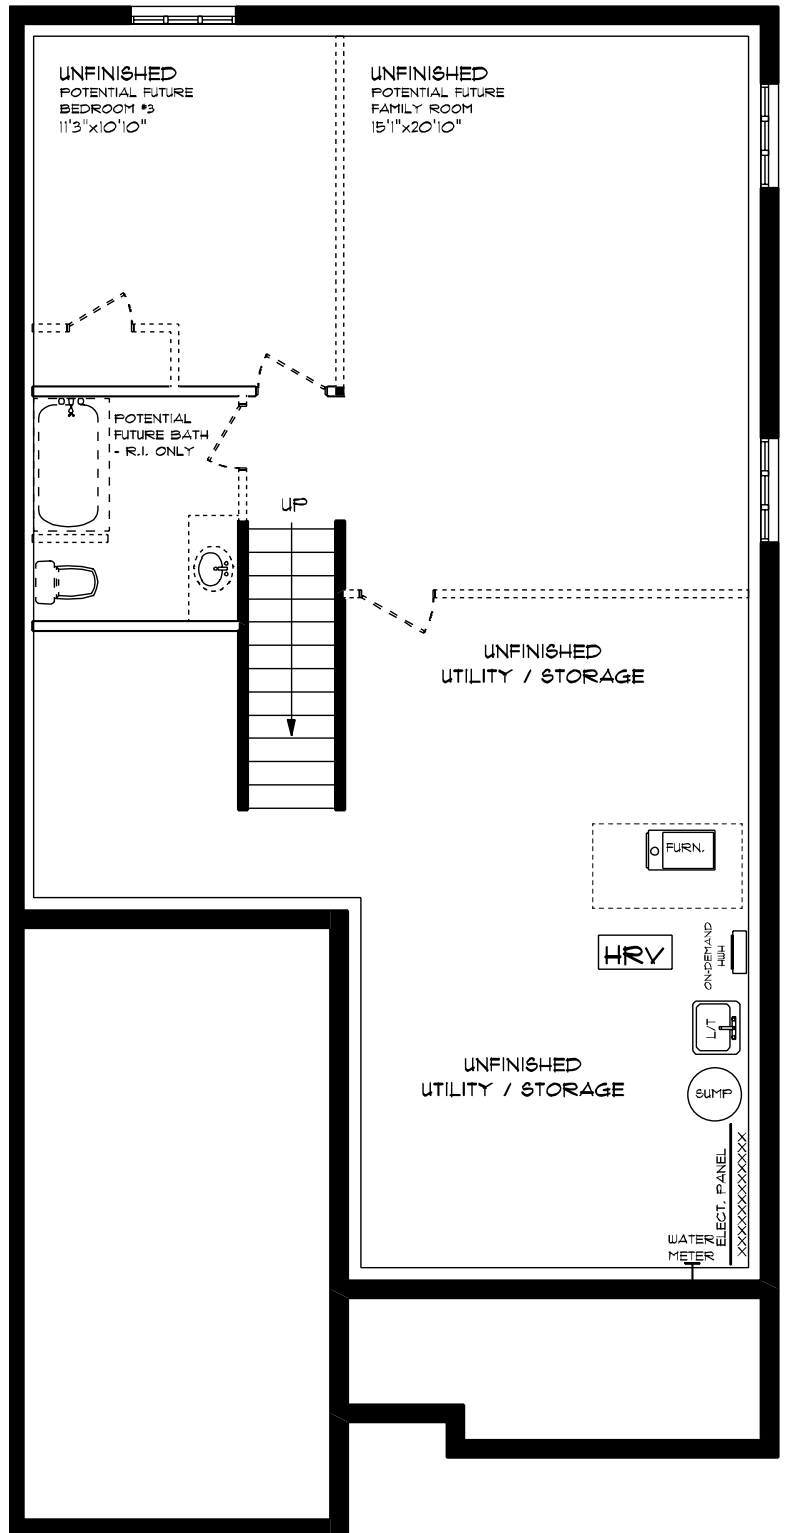 UNFINISHED
POTENTIAL FUTURE
BEDROOM #3
11'3"x10'10"
UNFINISHED
POTENTIAL FUTURE
FAMILY ROOM
15'1"x20'10"
POTENTIAL
FUTURE BATH
- R.I. ONLY
UP
UNFINISHED
UTILITY / STORAGE
FURN.
HRV
ON-DEMAND
HWH
L/T
UNFINISHED
UTILITY / STORAGE
SUMP
ELECT. PANEL
XXXXXXXXXXXXX
WATER
METER